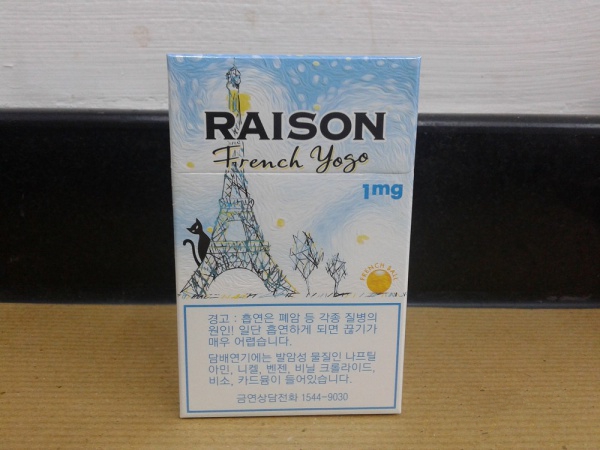 RAISON
French Yogo
1mg
FRENCH EXIT
경고 : 흡연은 폐암 등 각종 질병의
원인! 일단 흡연하게 되면 끊기가
매우 어렵습니다.
담배연기에는 발암성 물질인 나프틸
아민, 니켈, 벤젠, 비닐 크롤라이드,
비소, 카드뮴이 들어있습니다.
금연상담전화 1544-9030